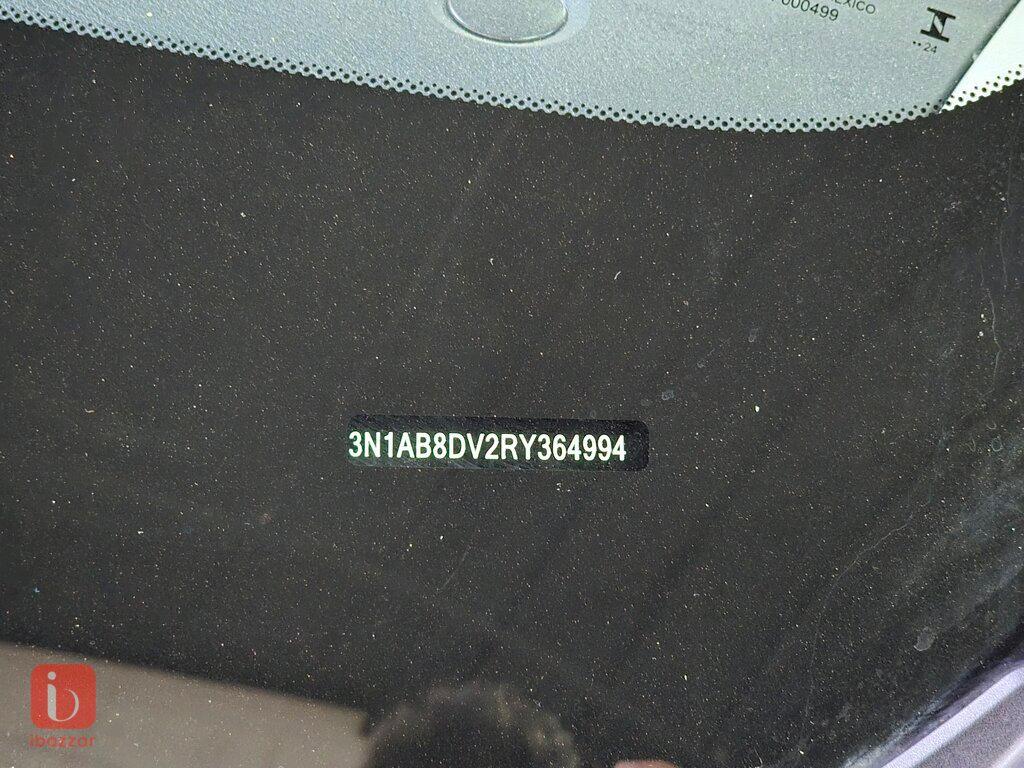 EXICO
000499
••24
3N1AB8DV2RY364994
ibazzar